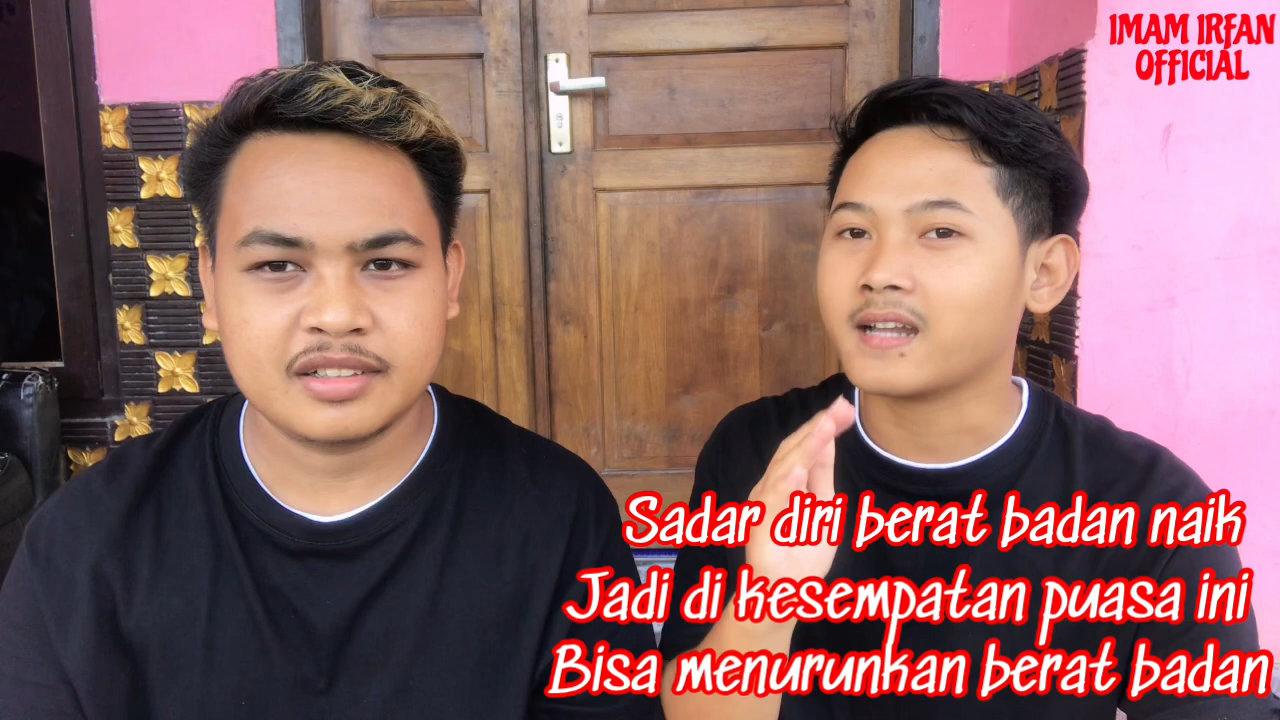 IMAM IRFAN
OFFICIAL
Sadar diri berat badan naik
Jadi di kesempatan puasa ini
Bisa menurunkan berat badan